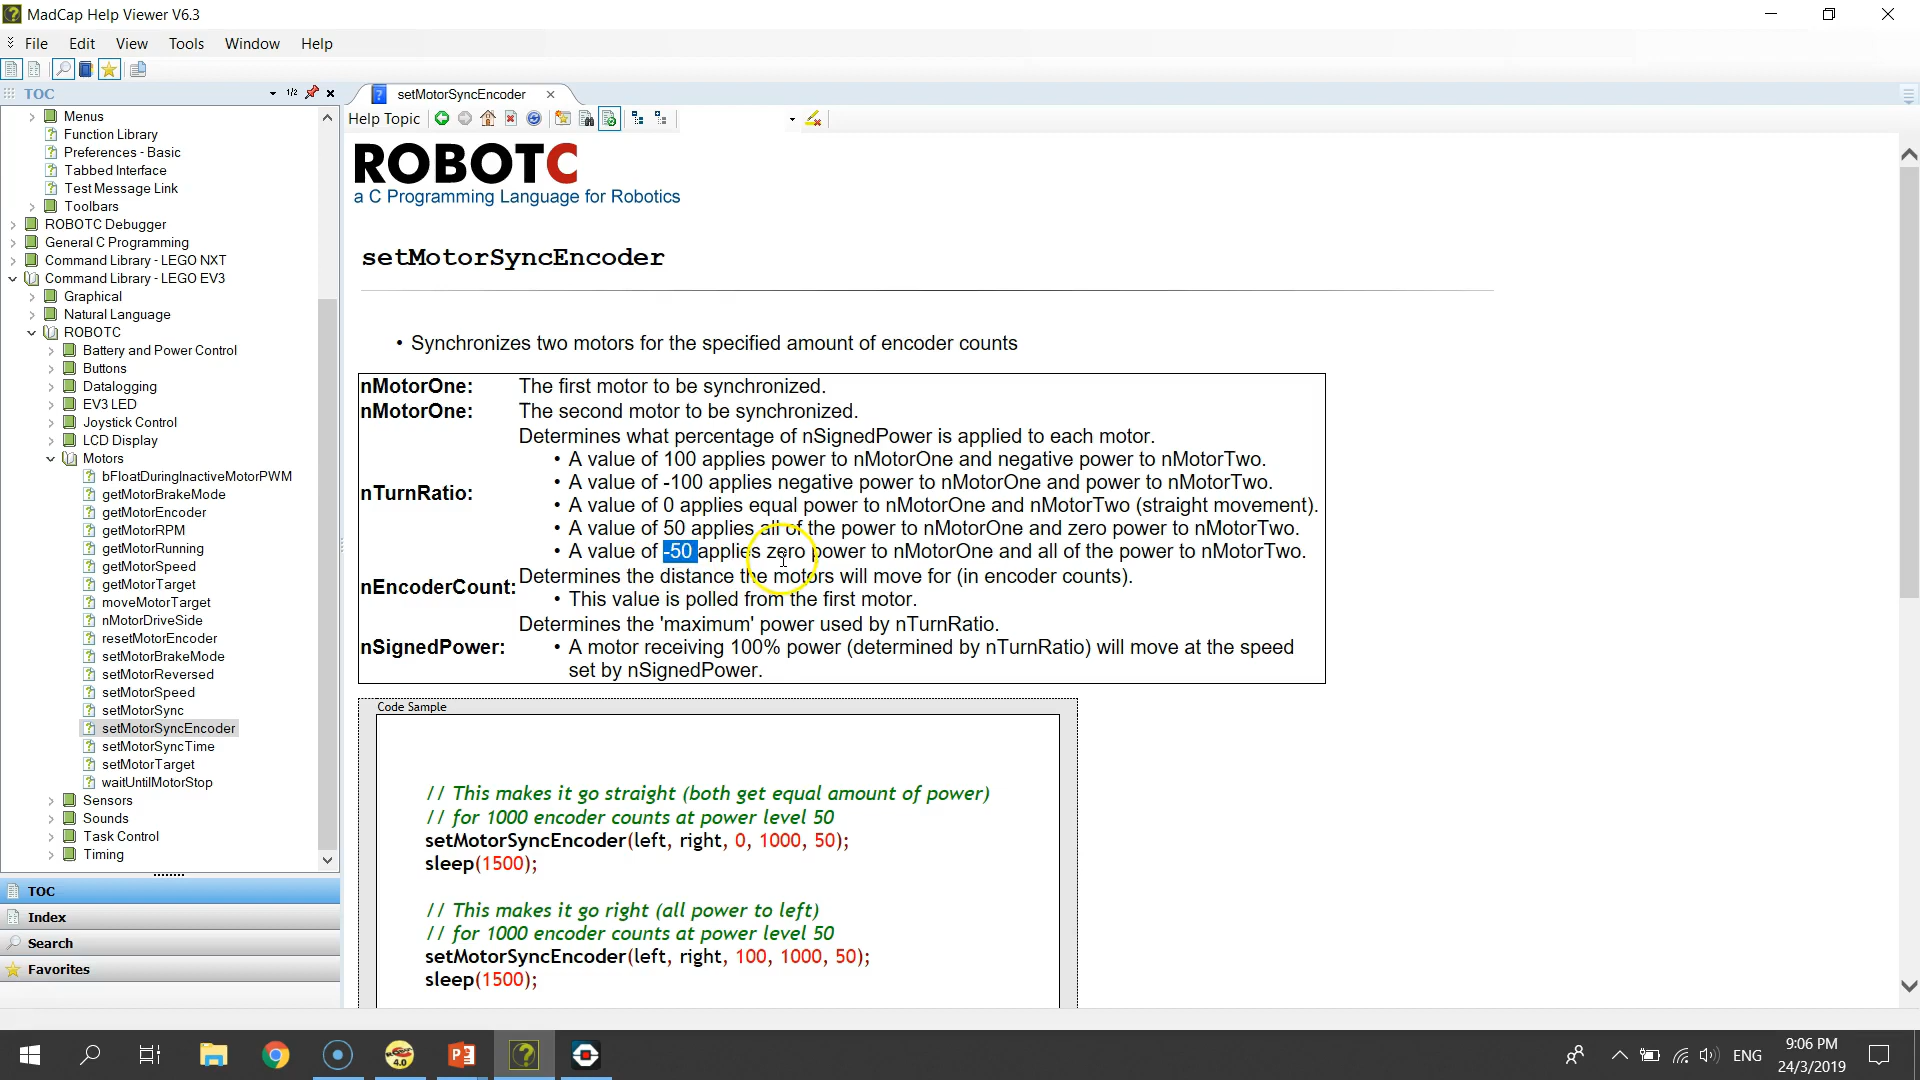 MadCap Help Viewer V6.3
File Edit View Tools Window Help
TOC
1/2
Menus
Function Library
Preferences - Basic
Tabbed Interface
Test Message Link
Toolbars
ROBOTC Debugger
General C Programming
Command Library - LEGO NXT
Command Library - LEGO EV3
Graphical
Natural Language
ROBOTC
Battery and Power Control
Buttons
Datalogging
EV3 LED
Joystick Control
LCD Display
Motors
bFloatDuringInactiveMotorPWM
getMotorBrakeMode
getMotorEncoder
getMotorRPM
getMotorRunning
getMotorSpeed
getMotorTarget
moveMotorTarget
nMotorDriveSide
resetMotorEncoder
setMotorBrakeMode
setMotorReversed
setMotorSpeed
setMotorSync
setMotorSyncEncoder
setMotorSyncTime
setMotorTarget
waitUntilMotorStop
Sensors
Sounds
Task Control
Timing
TOC
Index
Search
Favorites
setMotorSyncEncoder
Help Topic
ROBOTC
a C Programming Language for Robotics
setMotorSyncEncoder
• Synchronizes two motors for the specified amount of encoder counts
nMotorOne: The first motor to be synchronized.
nMotorOne: The second motor to be synchronized.
nTurnRatio: Determines what percentage of nSignedPower is applied to each motor.
• A value of 100 applies power to nMotorOne and negative power to nMotorTwo.
• A value of -100 applies negative power to nMotorOne and power to nMotorTwo.
• A value of 0 applies equal power to nMotorOne and nMotorTwo (straight movement).
• A value of 50 applies all of the power to nMotorOne and zero power to nMotorTwo.
• A value of -50 applies zero power to nMotorOne and all of the power to nMotorTwo.
nEncoderCount: Determines the distance the motors will move for (in encoder counts).
• This value is polled from the first motor.
nSignedPower: Determines the 'maximum' power used by nTurnRatio.
• A motor receiving 100% power (determined by nTurnRatio) will move at the speed
set by nSignedPower.
Code Sample
// This makes it go straight (both get equal amount of power)
// for 1000 encoder counts at power level 50
setMotorSyncEncoder(left, right, 0, 1000, 50);
sleep(1500);
// This makes it go right (all power to left)
// for 1000 encoder counts at power level 50
setMotorSyncEncoder(left, right, 100, 1000, 50);
sleep(1500);
ENG
9:06 PM
24/3/2019